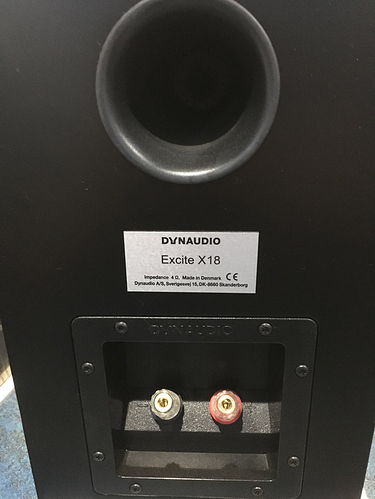 DYNAUDIO
Excite X18
Impedance 4 Ω. Made in Denmark CE
Dynaudio A/S, Sverigesvej 15, DK-8660 Skanderborg
DYNAUDIO